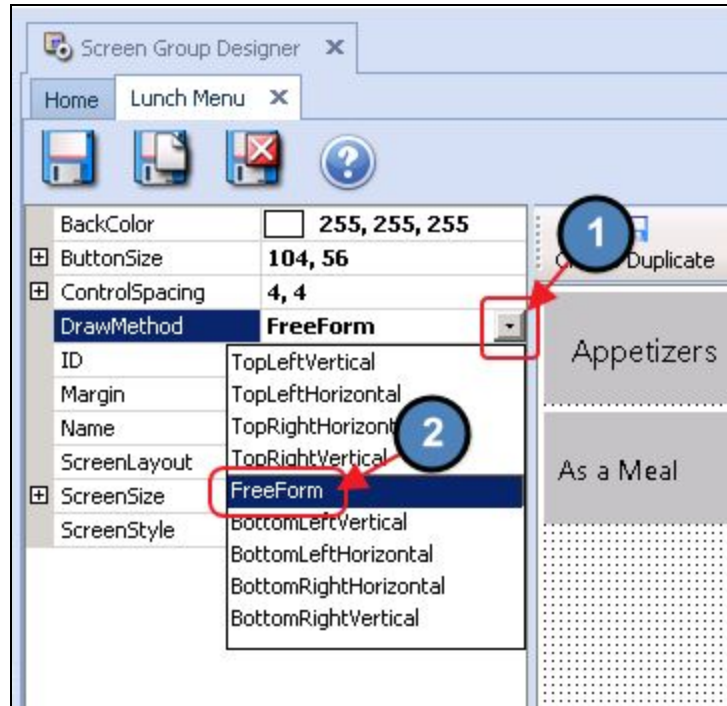 Screen Group Designer
Home Lunch Menu
?
BackColor 255, 255, 255
ButtonSize 104, 56
ControlSpacing 4, 4
DrawMethod FreeForm
ID
Margin
Name
ScreenLayout
ScreenSize
ScreenStyle
TopLeftVertical
TopLeftHorizontal
TopRightHorizont
TopRightVertical
FreeForm
BottomLeftVertical
BottomLeftHorizontal
BottomRightHorizontal
BottomRightVertical
1
2
Duplicate
Appetizers
As a Meal